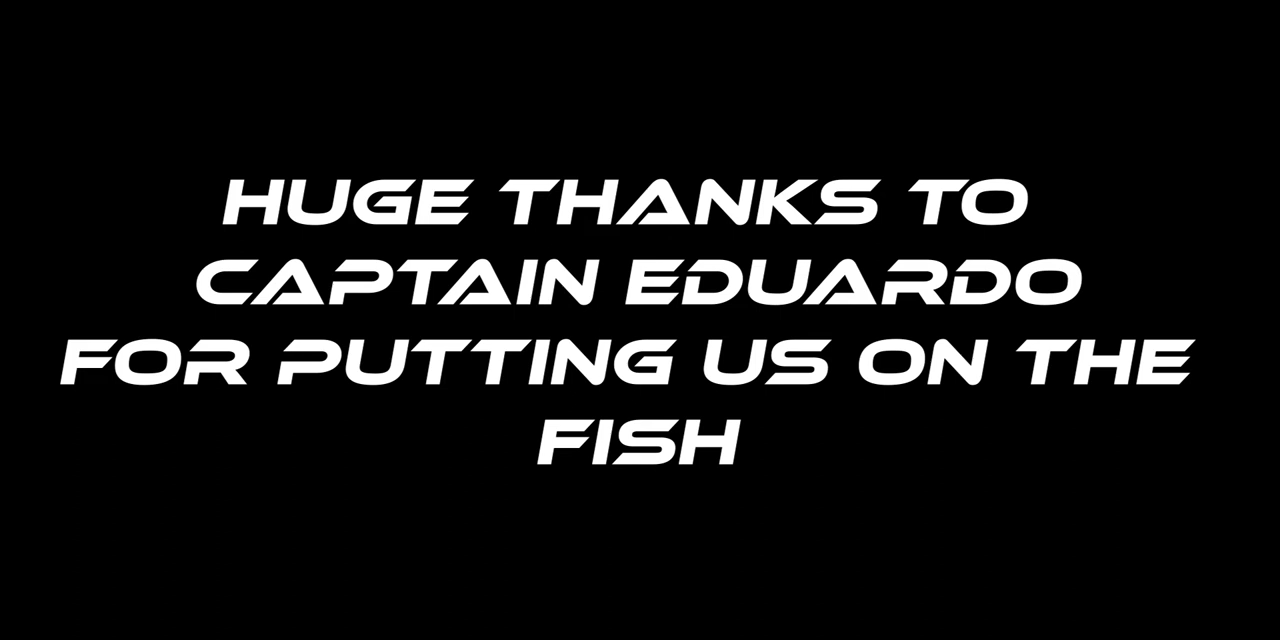 HUGE THANKS TO
CAPTAIN EDUARDO
FOR PUTTING US ON THE
FISH